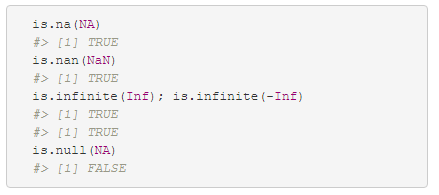 is.na(NA)
#> [1] TRUE
is.nan(NaN)
#> [1] TRUE
is.infinite(Inf); is.infinite(-Inf)
#> [1] TRUE
#> [1] TRUE
is.null(NA)
#> [1] FALSE